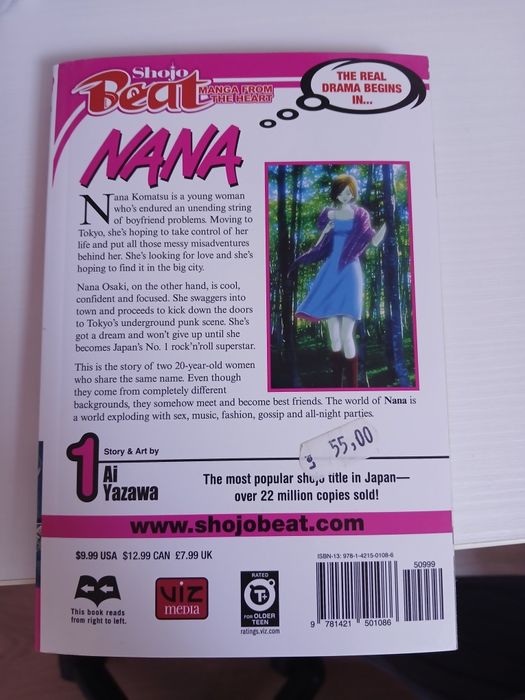 Shojo
Beat
MANGA FROM
THE HEART
THE REAL
DRAMA BEGINS
IN...
NANA
Nana Komatsu is a young woman
who's endured an unending string
of boyfriend problems. Moving to
Tokyo, she's hoping to take control of her
life and put all those messy misadventures
behind her. She's looking for love and she's
hoping to find it in the big city.
Nana Osaki, on the other hand, is cool,
confident and focused. She swaggers into
town and proceeds to kick down the doors
to Tokyo's underground punk scene. She's
got a dream and won't give up until she
becomes Japan's No. 1 rock'n'roll superstar.
This is the story of two 20-year-old women
who share the same name. Even though
they come from completely different
backgrounds, they somehow meet and become best friends. The world of Nana is
a world exploding with sex, music, fashion, gossip and all-night parties.
55,00
1
Story & Art by
Ai
Yazawa
The most popular shojo title in Japan—
over 22 million copies sold!
www.shojobeat.com
$9.99 USA $12.99 CAN £7.99 UK
ISBN-13: 978-1-4215-0108-6
50999
This book reads
from right to left.
VIZ
MEDIA
RATED
T+
FOR OLDER
TEEN
ratings.viz.com
9 781421 501086